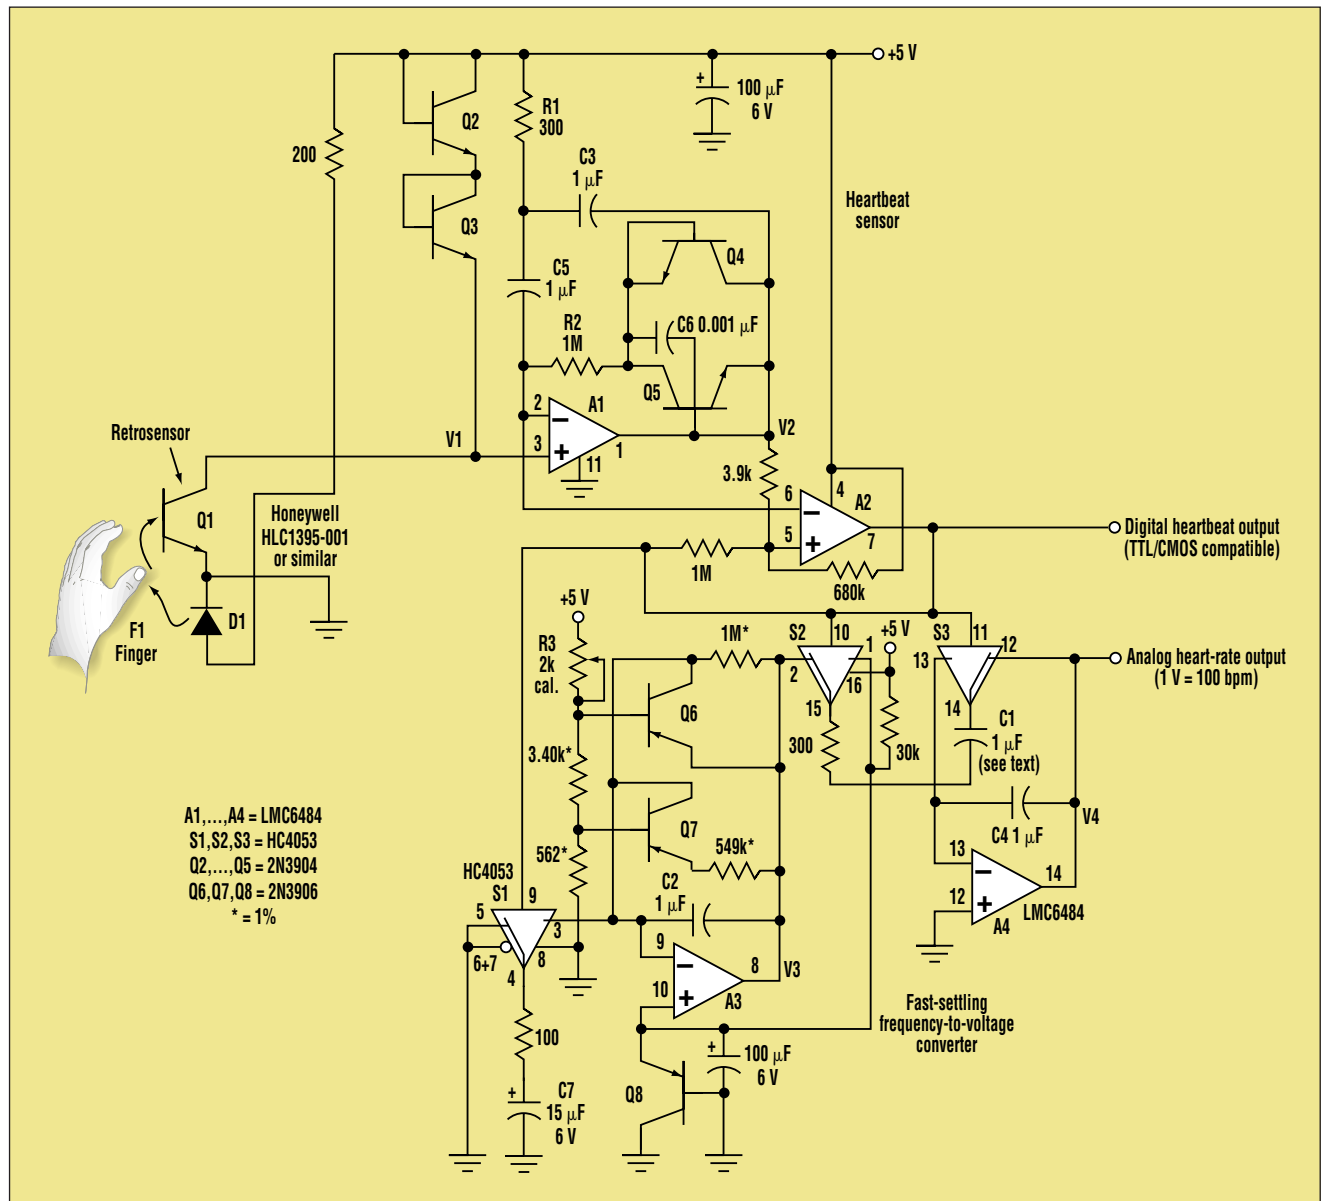 +5 V
+
100 μF
6 V
Q2
R1
300
200
C3
1 μF
Q3
Heartbeat
sensor
Q4
C5
1 μF
C6 0.001 μF
R2
1M
Q5
2
A1
Retrosensor
V1
3
1
V2
11
3.9k
6
4
A2
Q1
Honeywell
HLC1395-001
or similar
5
7
Digital heartbeat output
(TTL/CMOS compatible)
1M
680k
+5 V
D1
F1
Finger
R3
2k
cal.
1M*
S2
10
1
+5 V
S3
11
12
2
16
13
Analog heart-rate output
(1 V = 100 bpm)
15
14
Q6
300
30k
C1
1 μF
(see text)
3.40k*
A1,...,A4 = LMC6484
S1,S2,S3 = HC4053
Q2,...,Q5 = 2N3904
Q6,Q7,Q8 = 2N3906
* = 1%
Q7
549k*
C4 1 μF
V4
562*
HC4053
S1
9
C2
1 μF
13
14
12
LMC6484
A4
5
3
6+7
8
4
9
8
V3
10
A3
Fast-settling
frequency-to-voltage
converter
100
+
100 μF
6 V
Q8
+
C7
15 μF
6 V